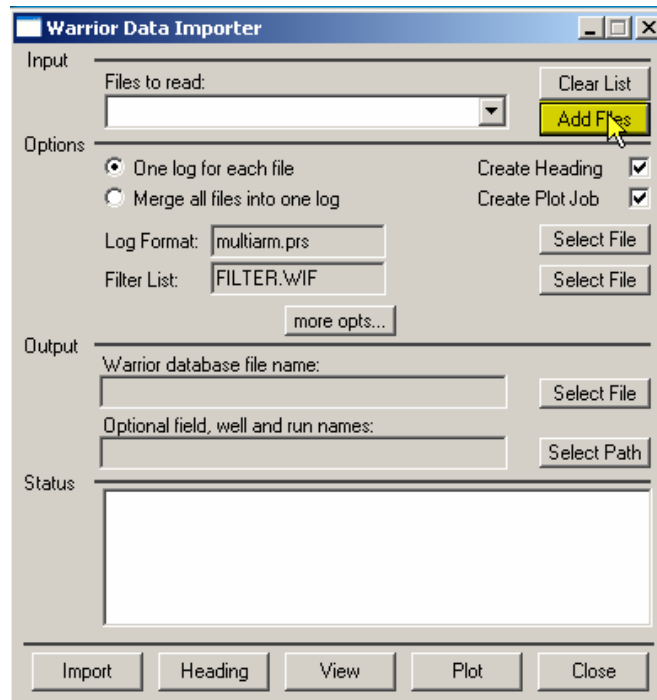 Warrior Data Importer
Input
Files to read:
Clear List
Add Files
Options
One log for each file
Create Heading
Merge all files into one log
Create Plot Job
Log Format: multiarm.prs Select File
Filter List: FILTER.WIF Select File
more opts...
Output
Warrior database file name:
Select File
Optional field, well and run names:
Select Path
Status
Import Heading View Plot Close